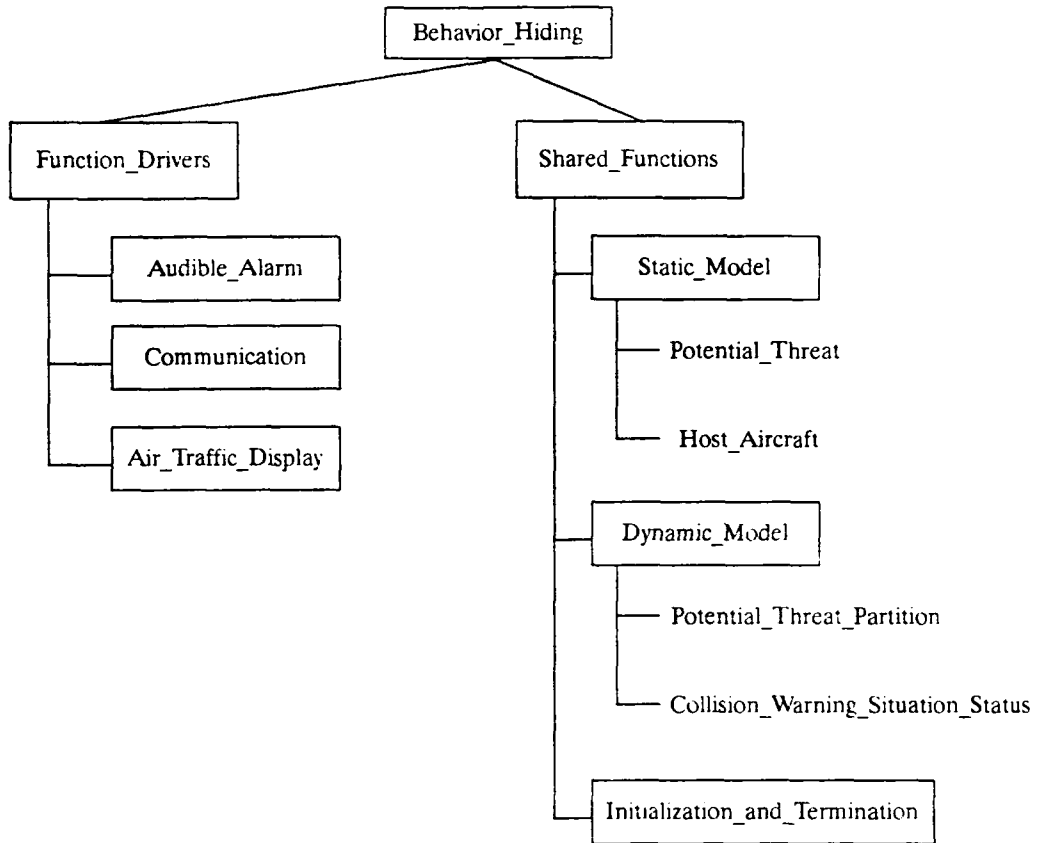 Behavior_Hiding
Function_Drivers
Audible_Alarm
Communication
Air_Traffic_Display
Shared_Functions
Static_Model
Potential_Threat
Host_Aircraft
Dynamic_Model
Potential_Threat_Partition
Collision_Warning_Situation_Status
Initialization_and_Termination